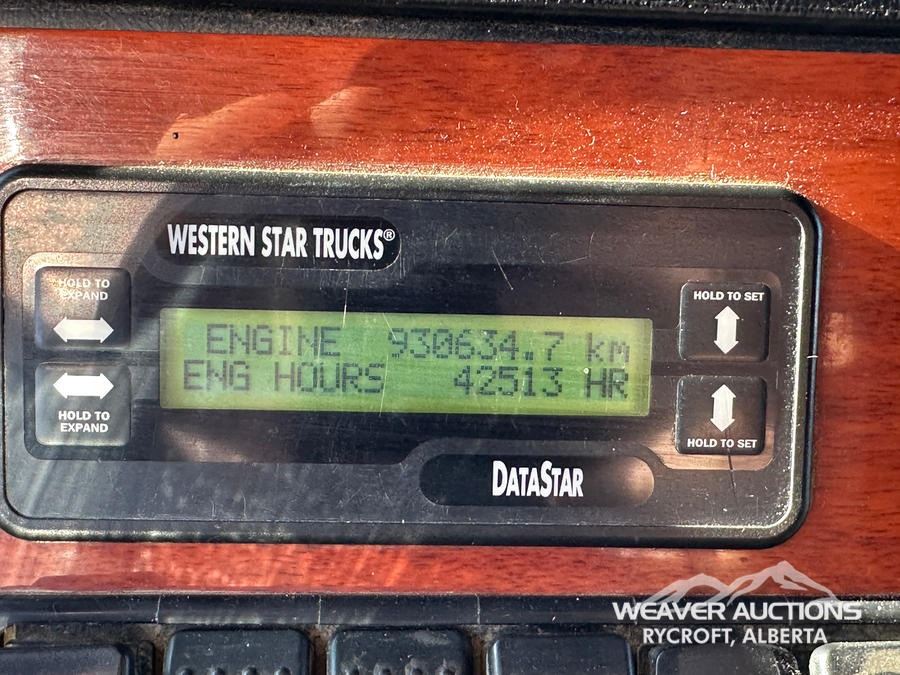 WESTERN STAR TRUCKS®
HOLD TO
EXPAND
HOLD TO SET
ENGINE 930634.7 km
ENG HOURS 42513 HR
HOLD TO
EXPAND
HOLD TO SET
DATASTAR
WEAVER AUCTIONS
RYCROFT, ALBERTA